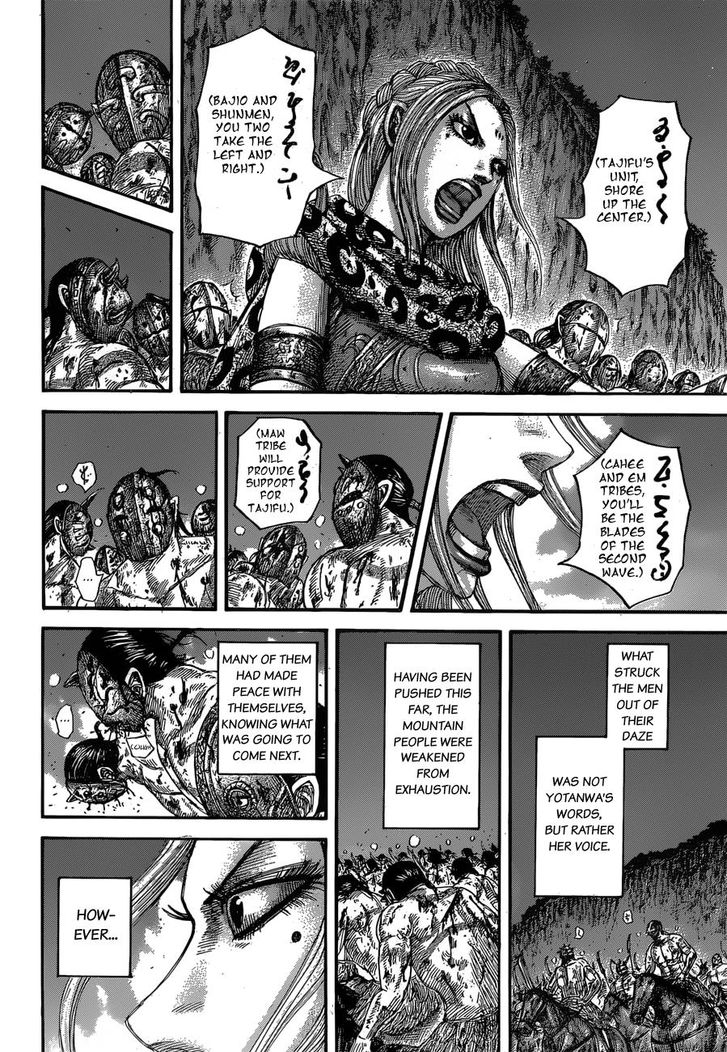 (TAJIFU'S
UNIT,
SHORE
UP THE
CENTER.)
(BAJIO AND
SHUNMEN,
YOU TWO
TAKE THE
LEFT AND
RIGHT.)
(CAHEE
AND EM
TRIBES,
YOU'LL
BE THE
BLADES
OF THE
SECOND
WAVE.)
(MAW
TRIBE
WILL
PROVIDE
SUPPORT
FOR
TAJIFU.)
...
WHAT
STRUCK
THE MEN
OUT OF
THEIR
DAZE
WAS NOT
YOTANWA'S
WORDS,
BUT RATHER
HER VOICE.
HAVING BEEN
PUSHED THIS
FAR, THE
MOUNTAIN
PEOPLE WERE
WEAKENED
FROM
EXHAUSTION.
MANY OF THEM
HAD MADE
PEACE WITH
THEMSELVES,
KNOWING WHAT
WAS GOING TO
COME NEXT.
...
HOW-
EVER...